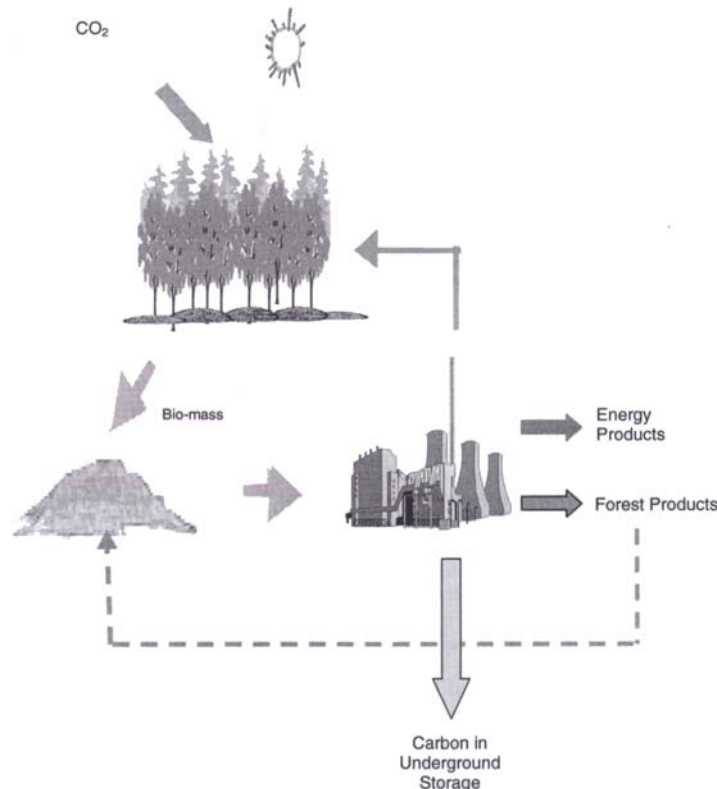 CO₂
Bio-mass
Energy
Products
Forest Products
Carbon in
Underground
Storage